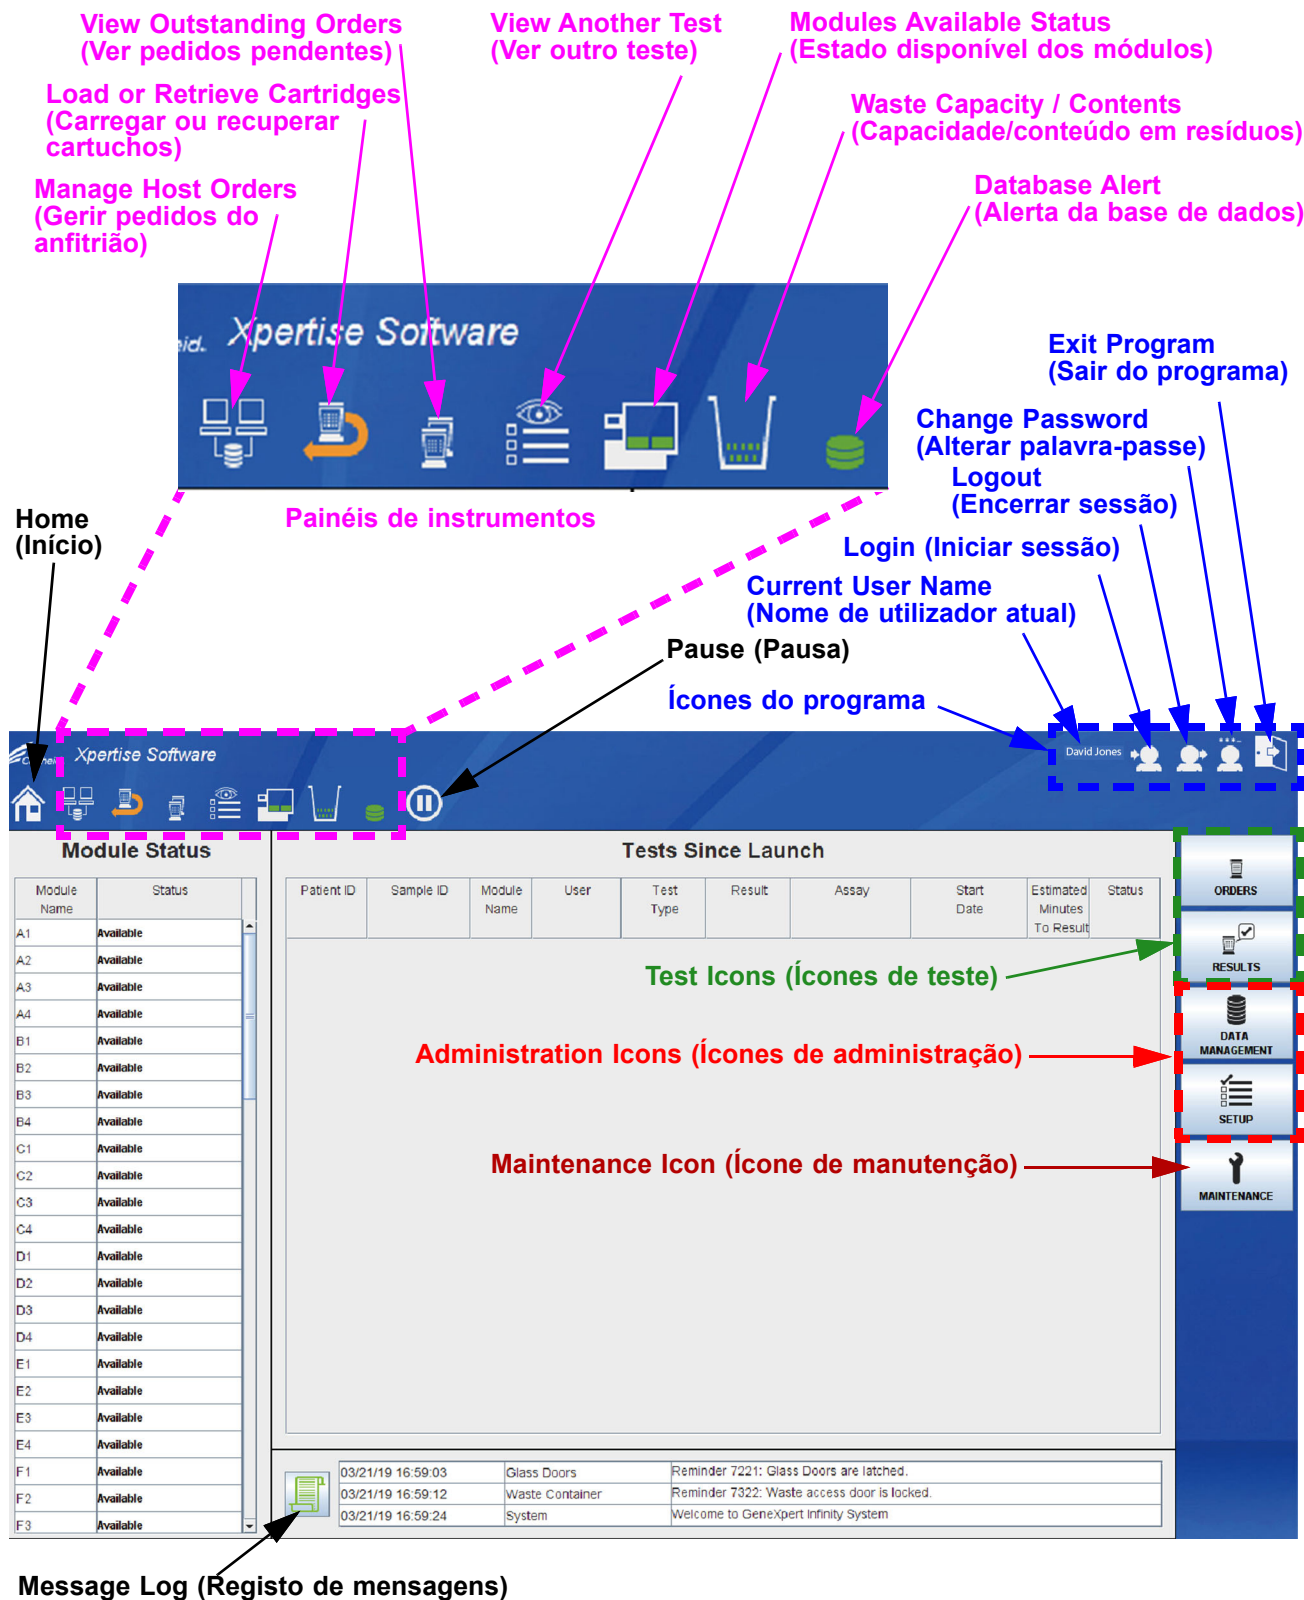 View Outstanding Orders
(Ver pedidos pendentes)
View Another Test
(Ver outro teste)
Modules Available Status
(Estado disponível dos módulos)
Load or Retrieve Cartridges
(Carregar ou recuperar
cartuchos)
Waste Capacity / Contents
(Capacidade/conteúdo em resíduos)
Manage Host Orders
(Gerir pedidos do
anfitrião)
Database Alert
(Alerta da base de dados)
Xpertise Software
Exit Program
(Sair do programa)
Change Password
(Alterar palavra-passe)
Logout
(Encerrar sessão)
Home
(Início)
Painéis de instrumentos
Login (Iniciar sessão)
Current User Name
(Nome de utilizador atual)
Pause (Pausa)
Ícones do programa
Xpertise Software
David Jones
Module Status
Tests Since Launch
Module
Name
Status
Patient ID
Sample ID
Module
Name
User
Test
Type
Result
Assay
Start
Date
Estimated
Minutes
To Result
Status
A1 Available
A2 Available
A3 Available
A4 Available
B1 Available
B2 Available
B3 Available
B4 Available
C1 Available
C2 Available
C3 Available
C4 Available
D1 Available
D2 Available
D3 Available
D4 Available
E1 Available
E2 Available
E3 Available
E4 Available
F1 Available
F2 Available
F3 Available
ORDERS
RESULTS
DATA
MANAGEMENT
SETUP
MAINTENANCE
Test Icons (Ícones de teste)
Administration Icons (Ícones de administração)
Maintenance Icon (Ícone de manutenção)
03/21/19 16:59:03 Glass Doors Reminder 7221: Glass Doors are latched.
03/21/19 16:59:12 Waste Container Reminder 7322: Waste access door is locked.
03/21/19 16:59:24 System Welcome to GeneXpert Infinity System
Message Log (Registo de mensagens)